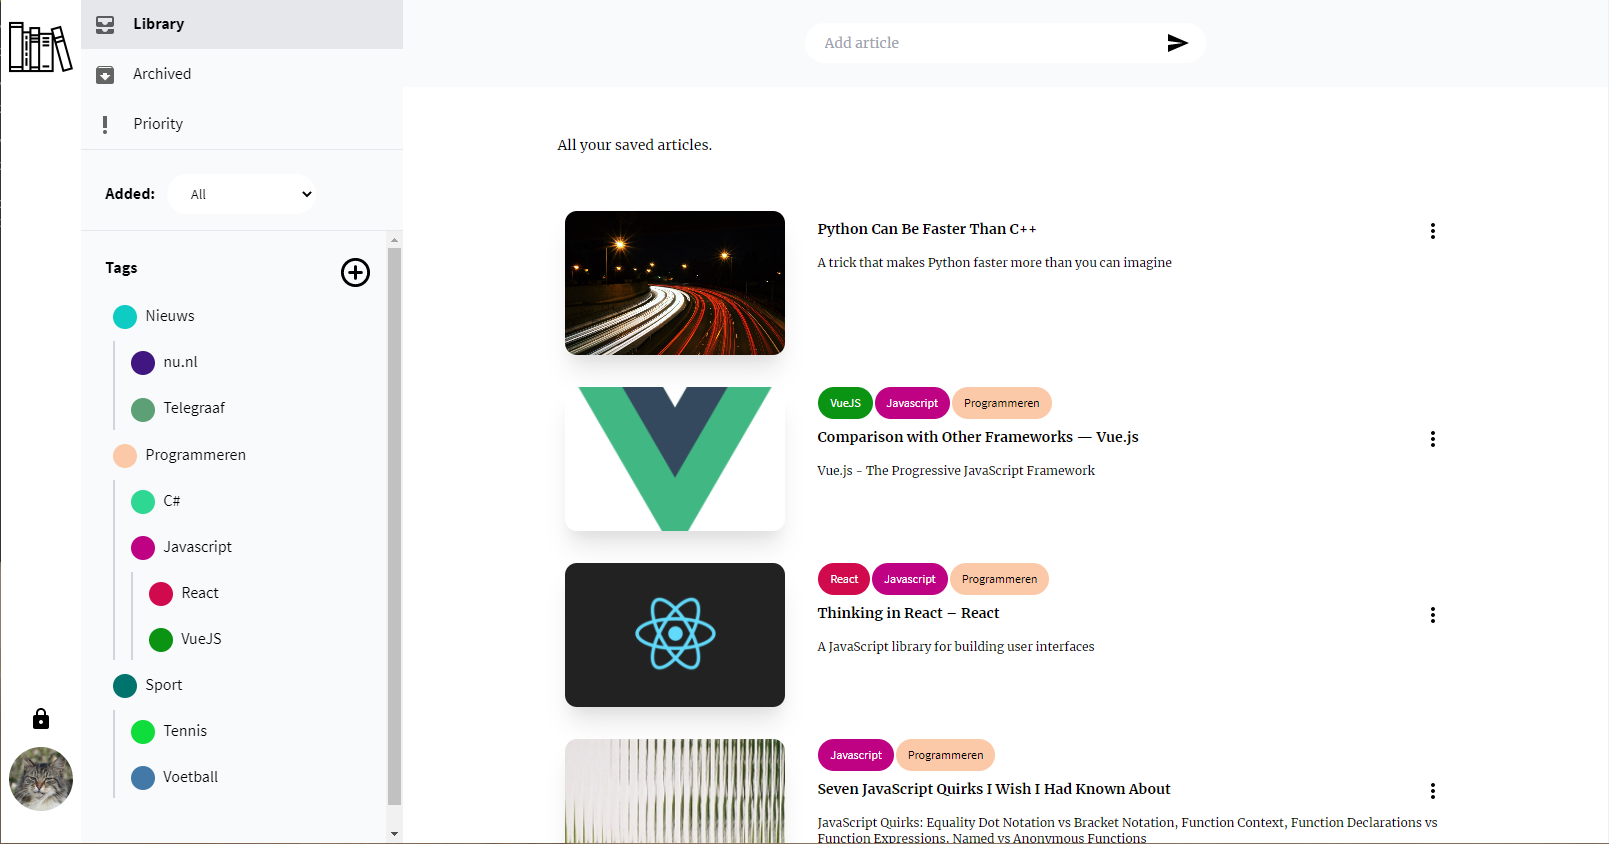 Library
Archived
Priority
Added: All
Tags
Nieuws
nu.nl
Telegraaf
Programmeren
C#
Javascript
React
VueJS
Sport
Tennis
Voetball
Add article
All your saved articles.
Python Can Be Faster Than C++
A trick that makes Python faster more than you can imagine
VueJS Javascript Programmeren
Comparison with Other Frameworks — Vue.js
Vue.js - The Progressive JavaScript Framework
React Javascript Programmeren
Thinking in React – React
A JavaScript library for building user interfaces
Javascript Programmeren
Seven JavaScript Quirks I Wish I Had Known About
JavaScript Quirks: Equality Dot Notation vs Bracket Notation, Function Context, Function Declarations vs
Function Expressions, Named vs Anonymous Functions